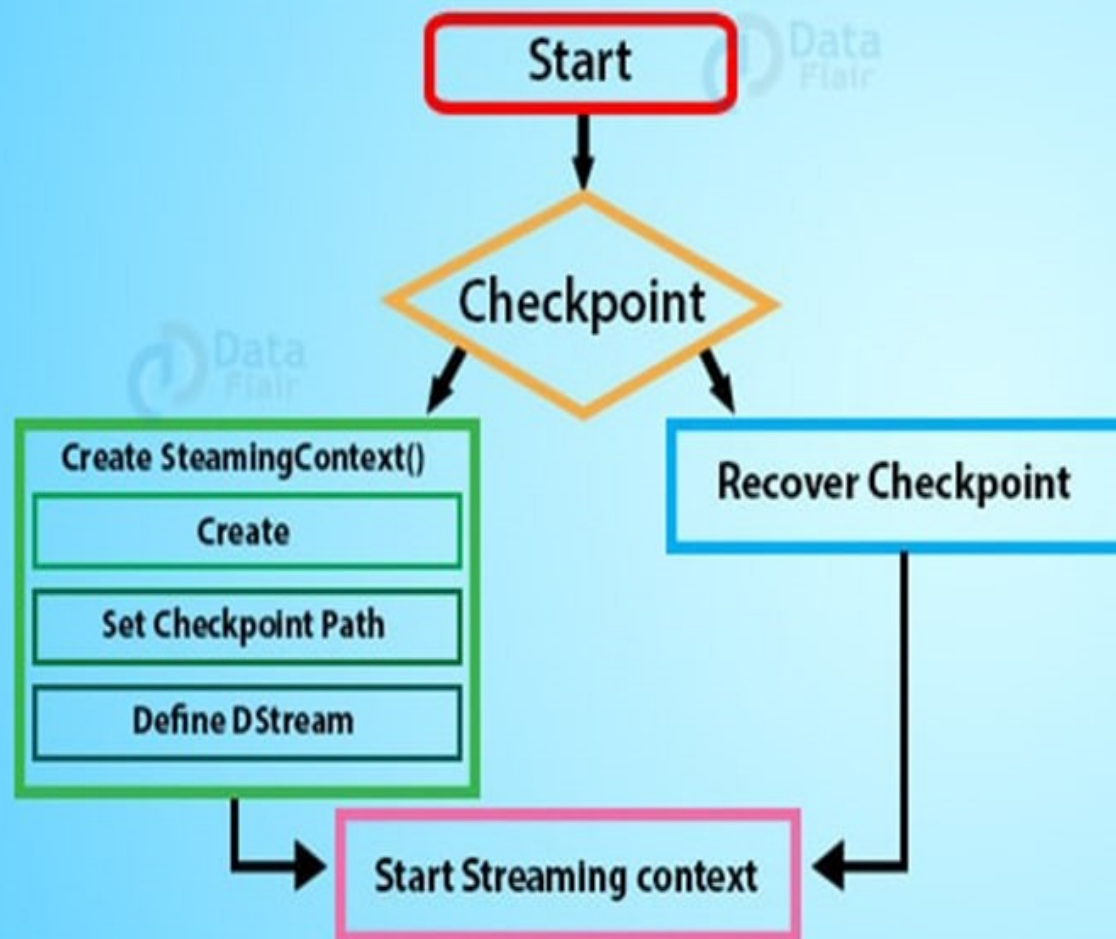 Start
Data
Flair
Checkpoint
Data
Flair
Create SteamingContext()
Create
Set Checkpoint Path
Define DStream
Recover Checkpoint
Start Streaming context